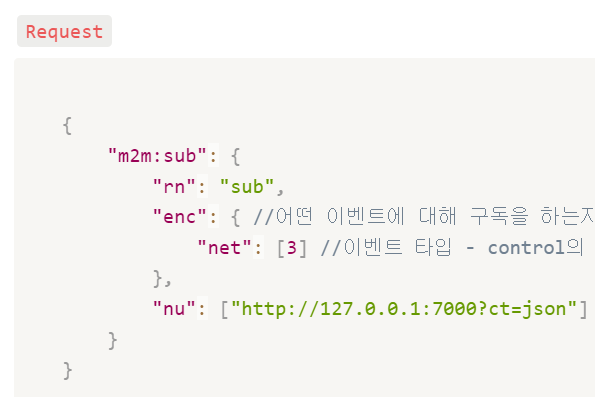 Request
{
"m2m:sub": {
"rn": "sub",
"enc": { //어떤 이벤트에 대해 구독을 하는지
"net": [3] //이벤트 타입 - control의
},
"nu": ["http://127.0.0.1:7000?ct=json"]
}
}